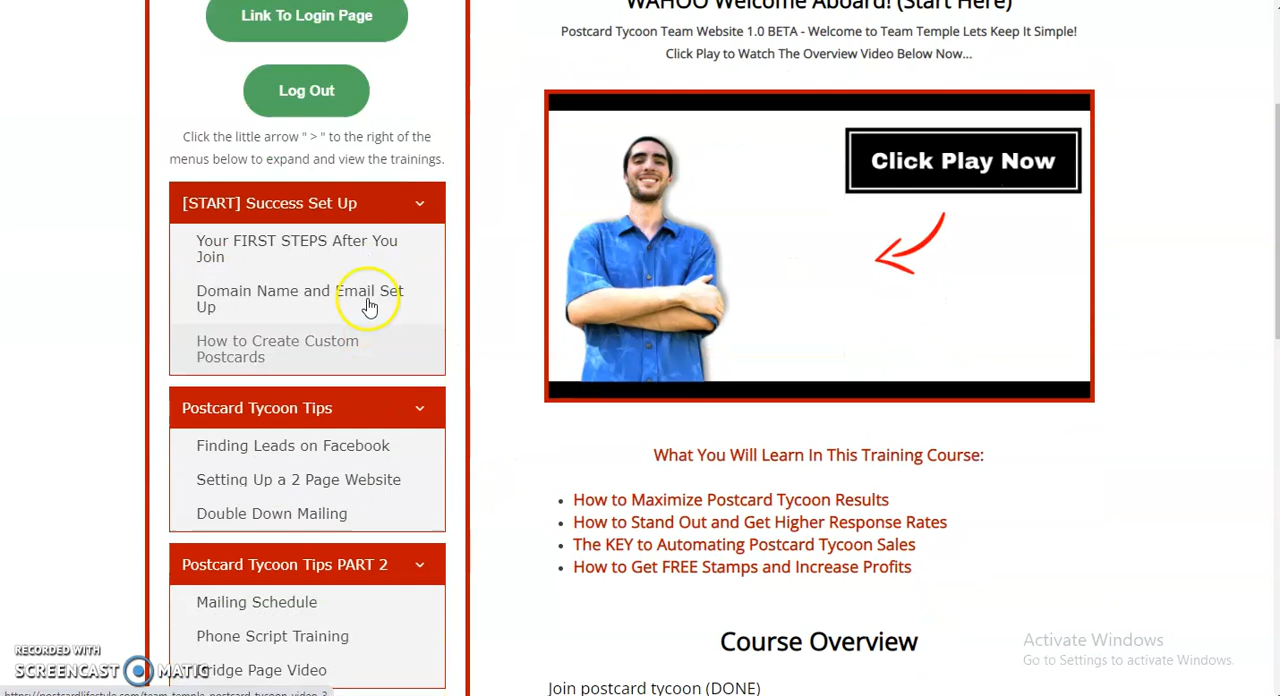 Link To Login Page
Log Out
Click the little arrow " > " to the right of the
menus below to expand and view the trainings.
[START] Success Set Up
Your FIRST STEPS After You
Join
Domain Name and Email Set
Up
How to Create Custom
Postcards
Postcard Tycoon Tips
Finding Leads on Facebook
Setting Up a 2 Page Website
Double Down Mailing
Postcard Tycoon Tips PART 2
Mailing Schedule
Phone Script Training
ridge Page Video
WAHOO Welcome Aboard! (Start Here)
Postcard Tycoon Team Website 1.0 BETA - Welcome to Team Temple Lets Keep It Simple!
Click Play to Watch The Overview Video Below Now...
Click Play Now
What You Will Learn In This Training Course:
How to Maximize Postcard Tycoon Results
How to Stand Out and Get Higher Response Rates
The KEY to Automating Postcard Tycoon Sales
How to Get FREE Stamps and Increase Profits
Course Overview
Join postcard tycoon (DONE)
Activate Windows
Go to Settings to activate Windows.
RECORDED WITH
SCREENCAST MATIC